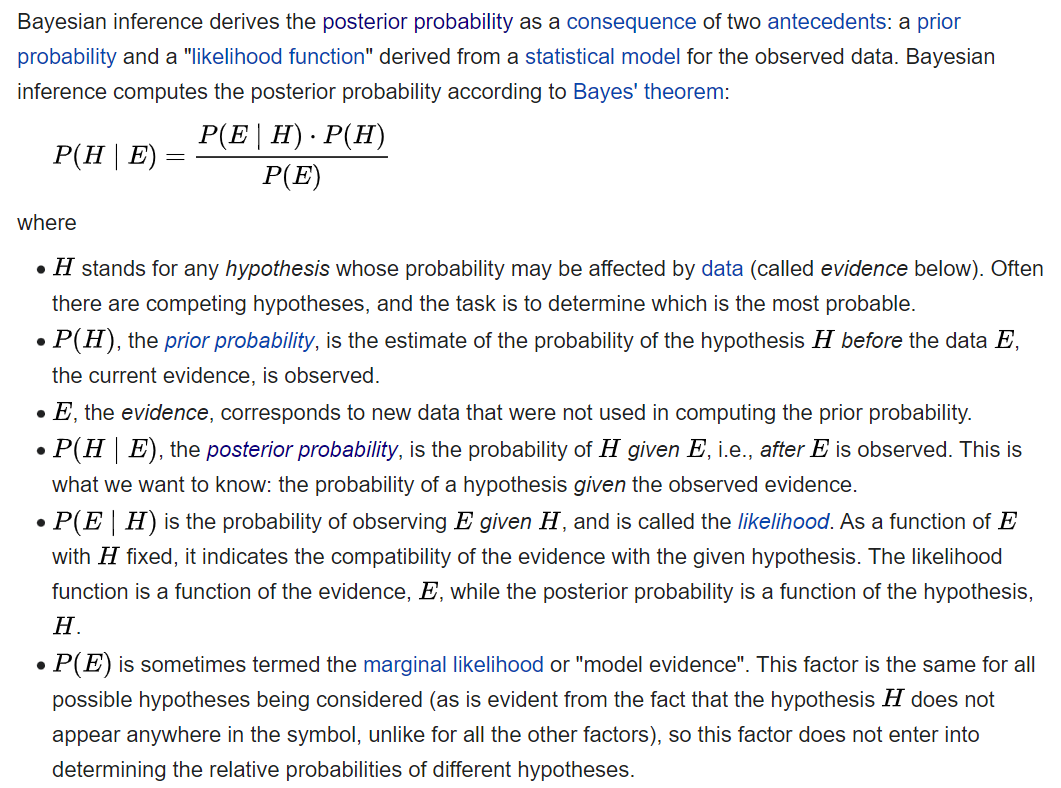 Bayesian inference derives the posterior probability as a consequence of two antecedents: a prior
probability and a "likelihood function" derived from a statistical model for the observed data. Bayesian
inference computes the posterior probability according to Bayes' theorem:
P(H | E) = P(E | H) · P(H) / P(E)
where
• H stands for any hypothesis whose probability may be affected by data (called evidence below). Often
there are competing hypotheses, and the task is to determine which is the most probable.
• P(H), the prior probability, is the estimate of the probability of the hypothesis H before the data E,
the current evidence, is observed.
• E, the evidence, corresponds to new data that were not used in computing the prior probability.
• P(H | E), the posterior probability, is the probability of H given E, i.e., after E is observed. This is
what we want to know: the probability of a hypothesis given the observed evidence.
• P(E | H) is the probability of observing E given H, and is called the likelihood. As a function of E
with H fixed, it indicates the compatibility of the evidence with the given hypothesis. The likelihood
function is a function of the evidence, E, while the posterior probability is a function of the hypothesis,
H.
• P(E) is sometimes termed the marginal likelihood or "model evidence". This factor is the same for all
possible hypotheses being considered (as is evident from the fact that the hypothesis H does not
appear anywhere in the symbol, unlike for all the other factors), so this factor does not enter into
determining the relative probabilities of different hypotheses.